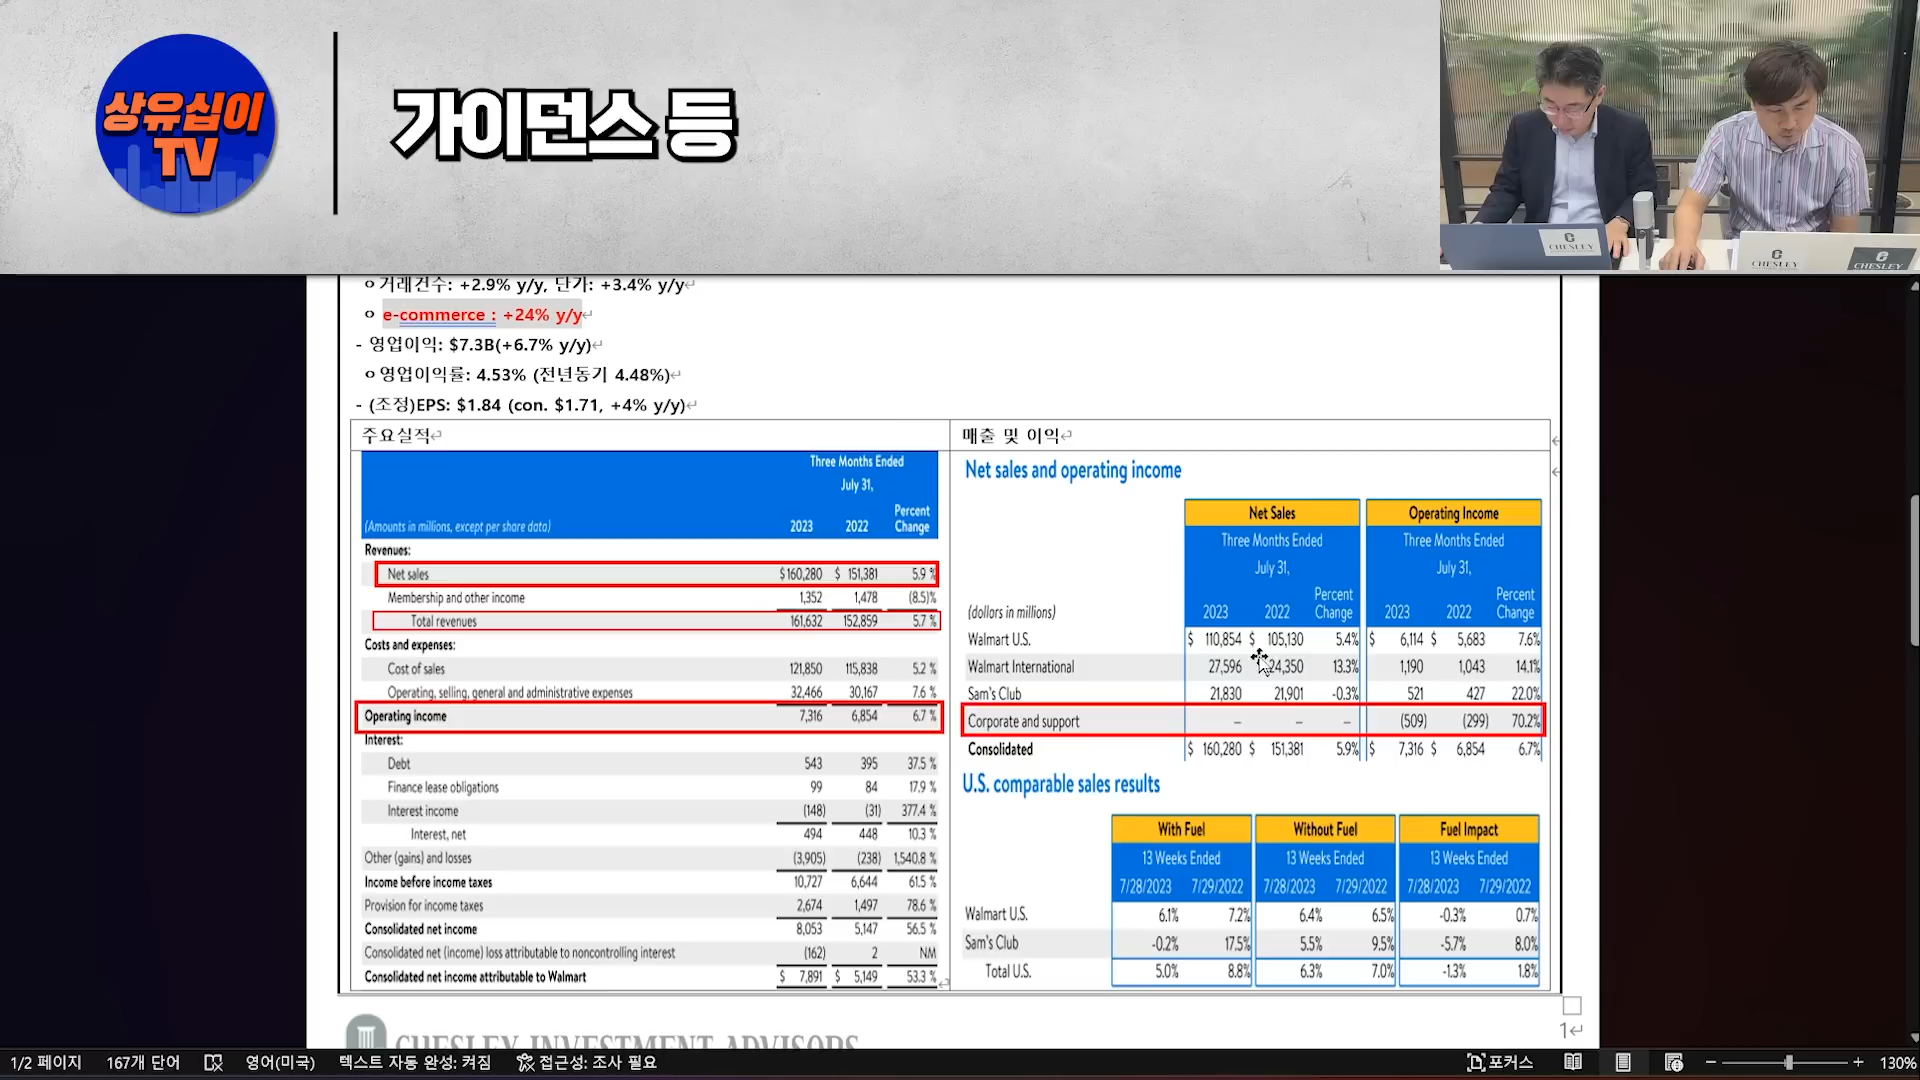 상유십이
TV
가이던스 등
CHESLEY
CHESLEY
CHESLEY
o 거래건수: +2.9% y/y, 단가: +3.4% y/y
o e-commerce : +24% y/y
- 영업이익: $7.3B(+6.7% y/y)
o 영업이익률: 4.53% (전년동기 4.48%)
- (조정)EPS: $1.84 (con. $1.71, +4% y/y)
주요실적
Three Months Ended
July 31,
Percent
(Amounts in millions, except per share data) 2023 2022 Change
Revenues:
Net sales $160,280 $ 151,381 5.9 %
Membership and other income 1,352 1,478 (8.5)%
Total revenues 161,632 152,859 5.7 %
Costs and expenses:
Cost of sales 121,850 115,838 5.2 %
Operating, selling, general and administrative expenses 32,466 30,167 7.6 %
Operating income 7,316 6,854 6.7 %
Interest:
Debt 543 395 37.5 %
Finance lease obligations 99 84 17.9 %
Interest income (148) (31) 377.4 %
Interest, net 494 448 10.3 %
Other (gains) and losses (3,905) (238) 1,540.8 %
Income before income taxes 10,727 6,644 61.5 %
Provision for income taxes 2,674 1,497 78.6 %
Consolidated net income 8,053 5,147 56.5 %
Consolidated net (income) loss attributable to noncontrolling interest (162) 2 NM
Consolidated net income attributable to Walmart $ 7,891 $ 5,149 53.3 %
매출 및 이익
Net sales and operating income
Net Sales Operating Income
Three Months Ended Three Months Ended
July 31, July 31,
Percent Percent
(dollars in millions) 2023 2022 Change 2023 2022 Change
Walmart U.S. $ 110,854 $ 105,130 5.4% $ 6,114 $ 5,683 7.6%
Walmart International 27,596 24,350 13.3% 1,190 1,043 14.1%
Sam's Club 21,830 21,901 -0.3% 521 427 22.0%
Corporate and support – – – (509) (299) 70.2%
Consolidated $ 160,280 $ 151,381 5.9% $ 7,316 $ 6,854 6.7%
U.S. comparable sales results
With Fuel Without Fuel Fuel Impact
13 Weeks Ended 13 Weeks Ended 13 Weeks Ended
7/28/2023 7/29/2022 7/28/2023 7/29/2022 7/28/2023 7/29/2022
Walmart U.S. 6.1% 7.2% 6.4% 6.5% -0.3% 0.7%
Sam's Club -0.2% 17.5% 5.5% 9.5% -5.7% 8.0%
Total U.S. 5.0% 8.8% 6.3% 7.0% -1.3% 1.8%
1
CHESLEY INVESTMENT ADVISORS
1/2 페이지 167개 단어 영어(미국) 텍스트 자동 완성: 켜짐 접근성: 조사 필요 포커스 130%